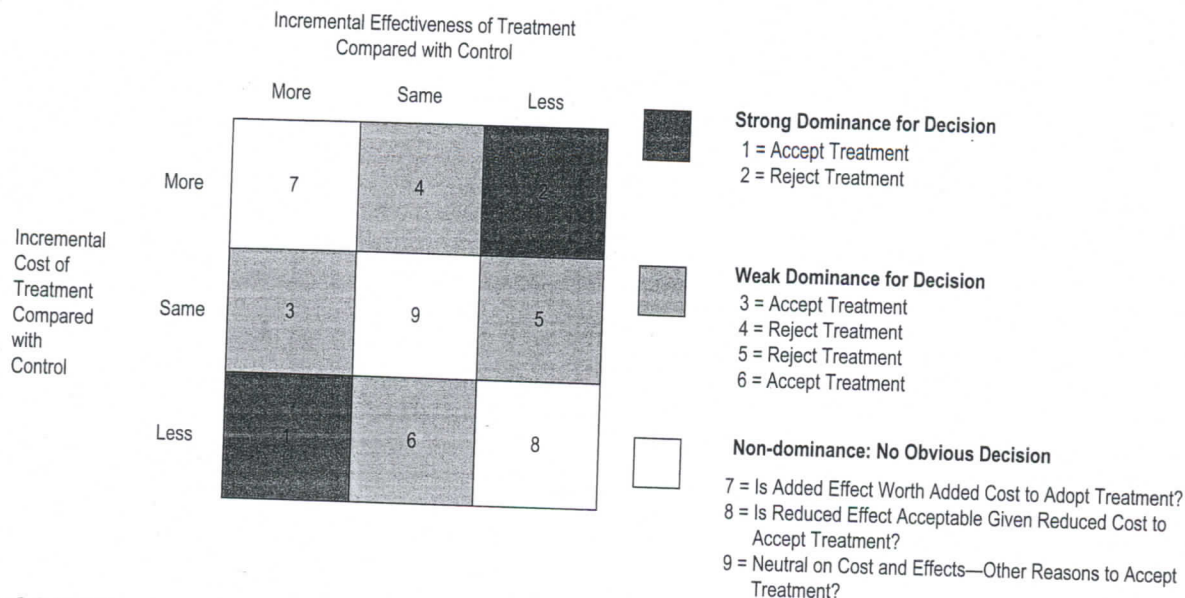 Incremental Effectiveness of Treatment
Compared with Control
More Same Less
More
7 4 2
Incremental
Cost of
Treatment
Compared
with
Control
Same
3 9 5
Less
1 6 8
Strong Dominance for Decision
1 = Accept Treatment
2 = Reject Treatment
Weak Dominance for Decision
3 = Accept Treatment
4 = Reject Treatment
5 = Reject Treatment
6 = Accept Treatment
Non-dominance: No Obvious Decision
7 = Is Added Effect Worth Added Cost to Adopt Treatment?
8 = Is Reduced Effect Acceptable Given Reduced Cost to
Accept Treatment?
9 = Neutral on Cost and Effects—Other Reasons to Accept
Treatment?